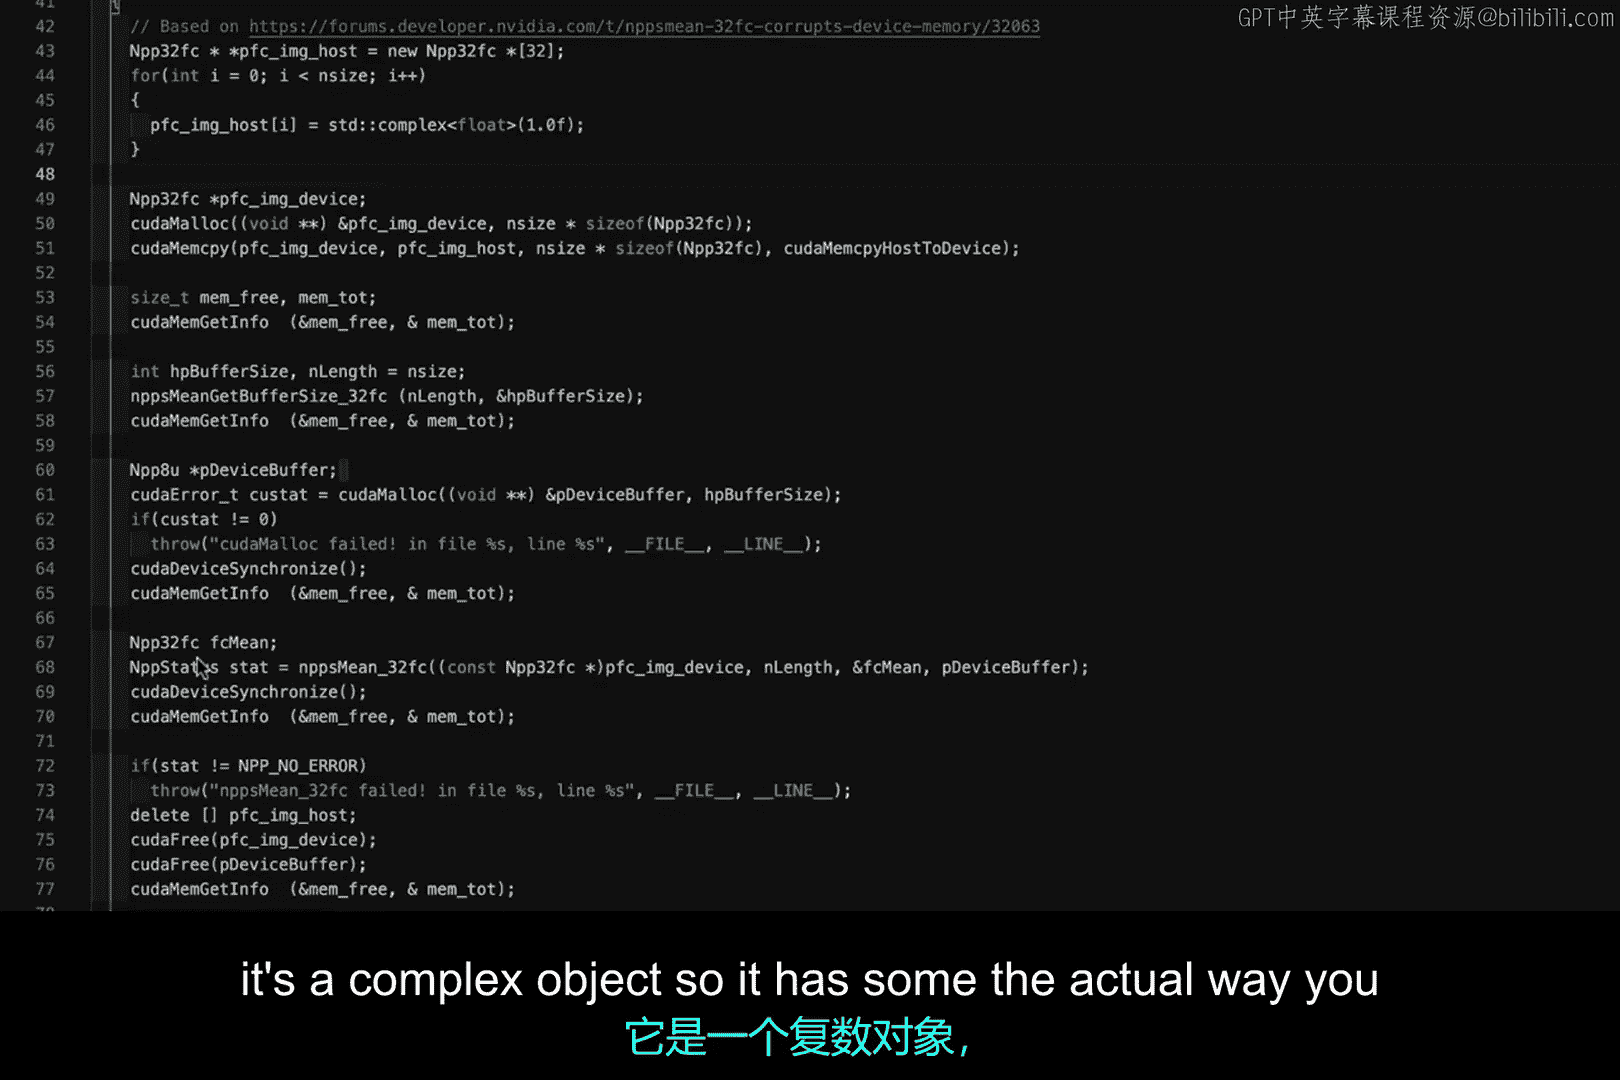 GPT中英字幕课程资源@bilibili.com
41 {
42 // Based on https://forums.developer.nvidia.com/t/nppsmean-32fc-corrupts-device-memory/32063
43 Npp32fc * *pfc_img_host = new Npp32fc *[32];
44 for(int i = 0; i < nsize; i++)
45 {
46 pfc_img_host[i] = std::complex<float>(1.0f);
47 }
48
49 Npp32fc *pfc_img_device;
50 cudaMalloc((void **) &pfc_img_device, nsize * sizeof(Npp32fc));
51 cudaMemcpy(pfc_img_device, pfc_img_host, nsize * sizeof(Npp32fc), cudaMemcpyHostToDevice);
52
53 size_t mem_free, mem_tot;
54 cudaMemGetInfo  (&mem_free, & mem_tot);
55
56 int hpBufferSize, nLength = nsize;
57 nppsMeanGetBufferSize_32fc (nLength, &hpBufferSize);
58 cudaMemGetInfo  (&mem_free, & mem_tot);
59
60 Npp8u *pDeviceBuffer;
61 cudaError_t custat = cudaMalloc((void **) &pDeviceBuffer, hpBufferSize);
62 if(custat != 0)
63 throw("cudaMalloc failed! in file %s, line %s", __FILE__, __LINE__);
64 cudaDeviceSynchronize();
65 cudaMemGetInfo  (&mem_free, & mem_tot);
66
67 Npp32fc fcMean;
68 NppStatus stat = nppsMean_32fc((const Npp32fc *)pfc_img_device, nLength, &fcMean, pDeviceBuffer);
69 cudaDeviceSynchronize();
70 cudaMemGetInfo  (&mem_free, & mem_tot);
71
72 if(stat != NPP_NO_ERROR)
73 throw("nppsMean_32fc failed! in file %s, line %s", __FILE__, __LINE__);
74 delete [] pfc_img_host;
75 cudaFree(pfc_img_device);
76 cudaFree(pDeviceBuffer);
77 cudaMemGetInfo  (&mem_free, & mem_tot);
it's a complex object so it has some the actual way you
它是一个复数对象，